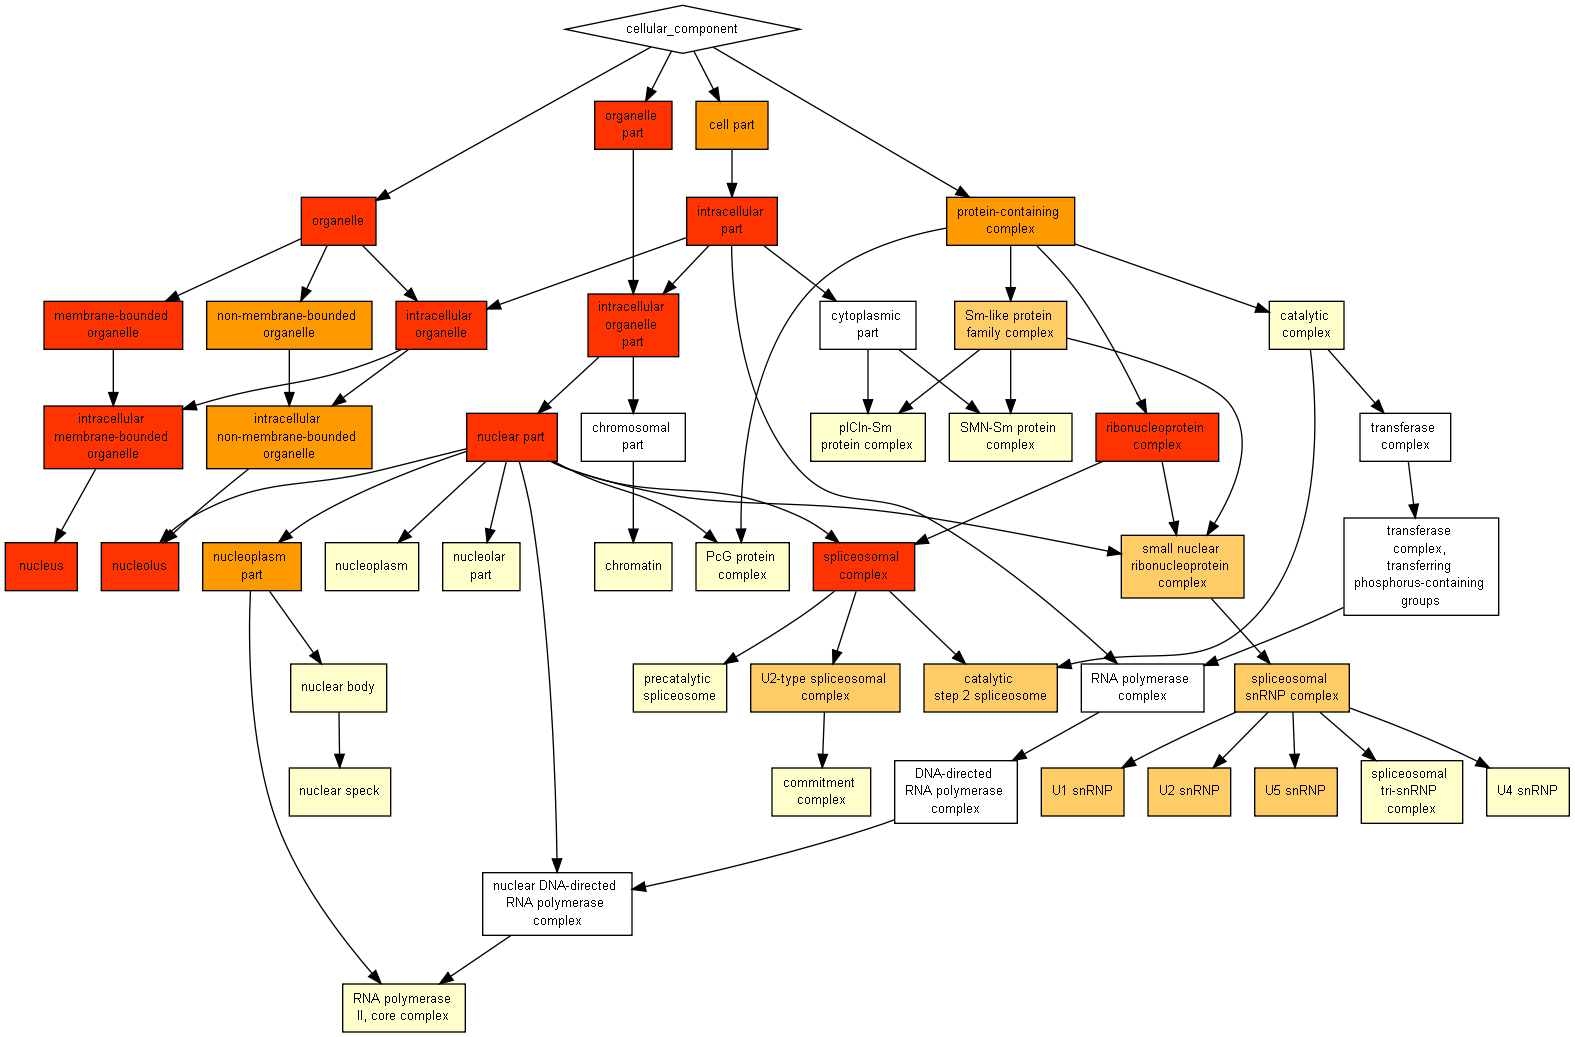 cellular_component
organelle
part
cell part
organelle
intracellular
part
protein-containing
complex
membrane-bounded
organelle
non-membrane-bounded
organelle
intracellular
organelle
intracellular
organelle
part
cytoplasmic
part
Sm-like protein
family complex
catalytic
complex
intracellular
membrane-bounded
organelle
intracellular
non-membrane-bounded
organelle
nuclear part
chromosomal
part
pICln-Sm
protein complex
SMN-Sm protein
complex
ribonucleoprotein
complex
transferase
complex
nucleus
nucleolus
nucleoplasm
part
nucleoplasm
nucleolar
part
chromatin
PcG protein
complex
spliceosomal
complex
small nuclear
ribonucleoprotein
complex
transferase
complex,
transferring
phosphorus-containing
groups
nuclear body
precatalytic
spliceosome
U2-type spliceosomal
complex
catalytic
step 2 spliceosome
RNA polymerase
complex
spliceosomal
snRNP complex
nuclear speck
commitment
complex
DNA-directed
RNA polymerase
complex
U1 snRNP
U2 snRNP
U5 snRNP
spliceosomal
tri-snRNP
complex
U4 snRNP
nuclear DNA-directed
RNA polymerase
complex
RNA polymerase
II, core complex